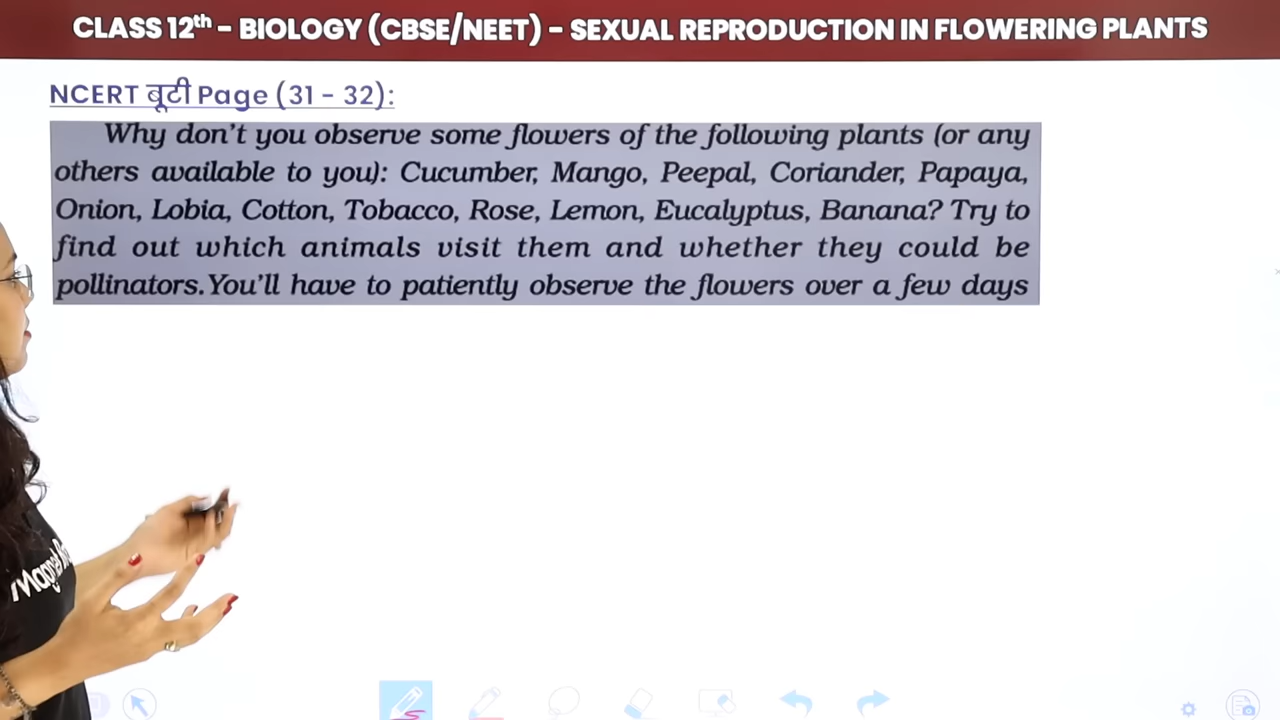 CLASS 12th – BIOLOGY (CBSE/NEET) – SEXUAL REPRODUCTION IN FLOWERING PLANTS
NCERT बूटी Page (31 – 32):
Why don't you observe some flowers of the following plants (or any
others available to you): Cucumber, Mango, Peepal, Coriander, Papaya,
Onion, Lobia, Cotton, Tobacco, Rose, Lemon, Eucalyptus, Banana? Try to
find out which animals visit them and whether they could be
pollinators.You'll have to patiently observe the flowers over a few days